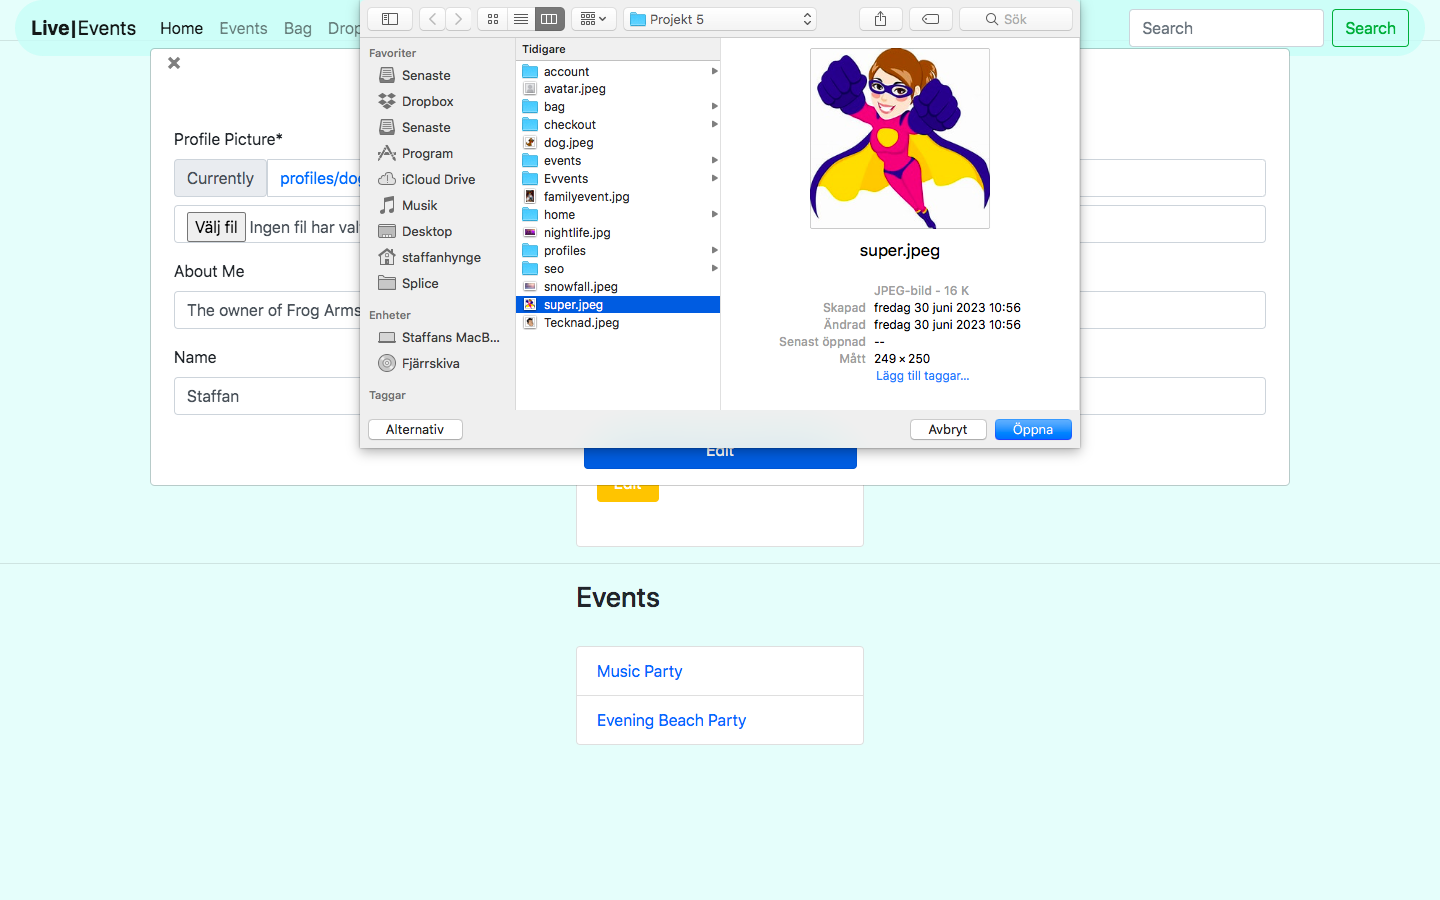 Live|Events Home Events Bag Drop Projekt 5 Sök Search Search
Favoriter
Senaste
Dropbox
Senaste
Program
iCloud Drive
Musik
Desktop
staffanhynge
Splice
Enheter
Staffans MacB...
Fjärrskiva
Taggar
Tidigare
account
avatar.jpeg
bag
checkout
dog.jpeg
events
Evvents
familyevent.jpg
home
nightlife.jpg
profiles
seo
snowfall.jpeg
super.jpeg
Tecknad.jpeg
super.jpeg
JPEG-bild - 16 K
Skapad fredag 30 juni 2023 10:56
Ändrad fredag 30 juni 2023 10:56
Senast öppnad --
Mått 249 × 250
Lägg till taggar...
Alternativ Avbryt Öppna
Profile Picture*
Currently profiles/dog
Välj fil Ingen fil har val
About Me
The owner of Frog Arms
Name
Staffan
Edit
Edit
Events
Music Party
Evening Beach Party